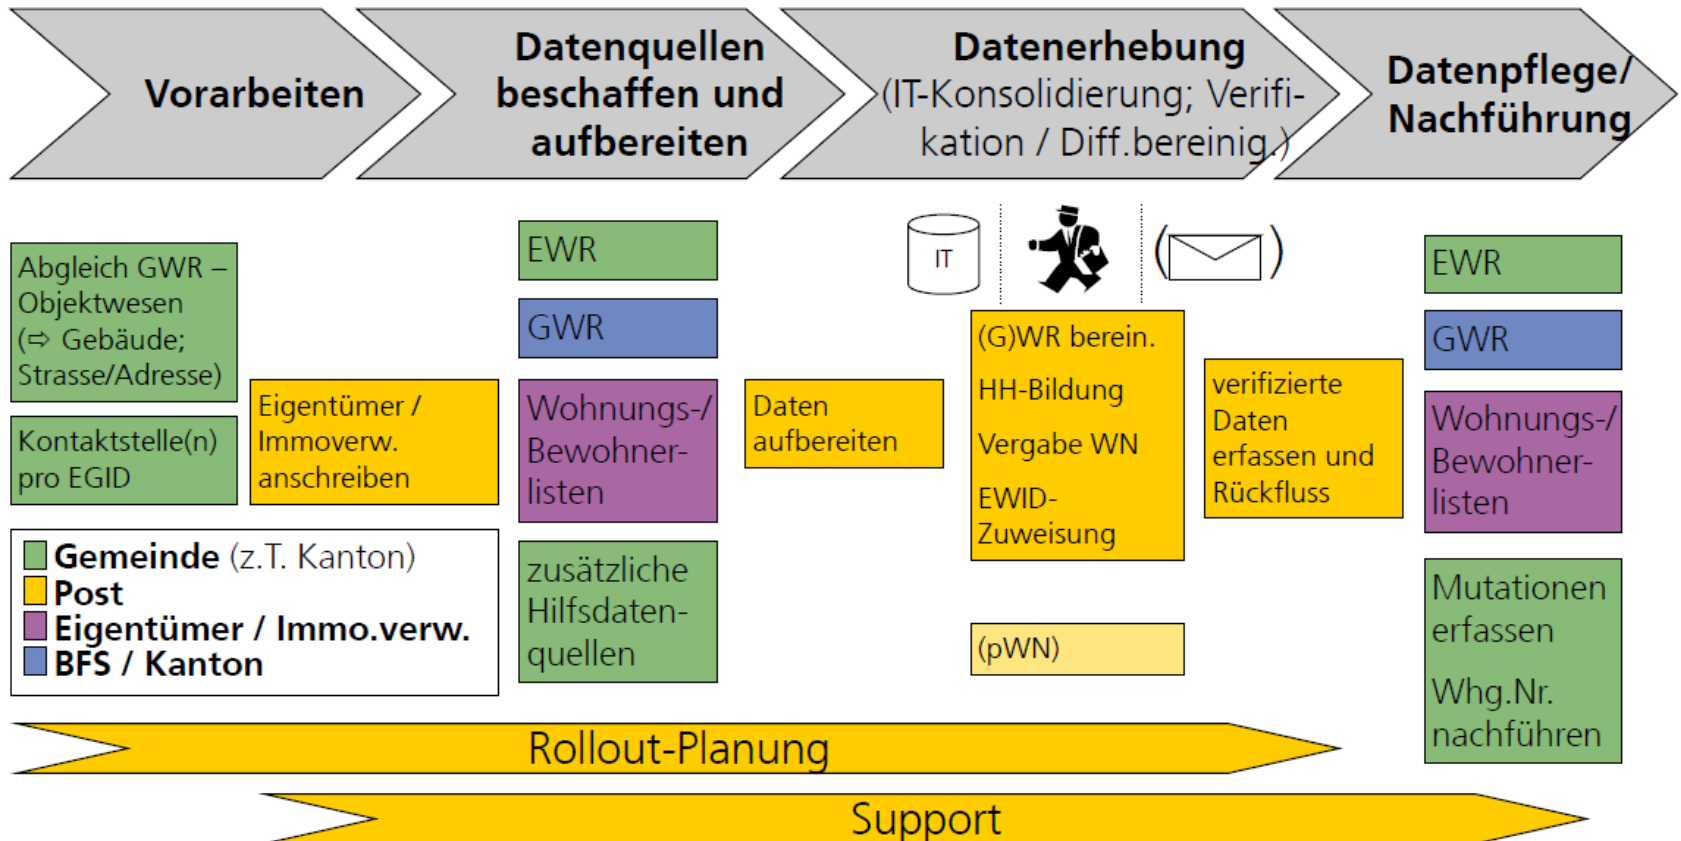 Vorarbeiten
Datenquellen
beschaffen und
aufbereiten
Datenerhebung
(IT-Konsolidierung; Verifi-
kation / Diff.bereinig.)
Datenpflege/
Nachführung
Abgleich GWR –
Objektwesen
(⇨ Gebäude;
Strasse/Adresse)
Kontaktstelle(n)
pro EGID
Eigentümer /
Immoverw.
anschreiben
EWR
GWR
Wohnungs-/
Bewohner-
listen
zusätzliche
Hilfsdaten-
quellen
Daten
aufbereiten
IT
( )
(G)WR berein.
HH-Bildung
Vergabe WN
EWID-
Zuweisung
(pWN)
verifizierte
Daten
erfassen und
Rückfluss
EWR
GWR
Wohnungs-/
Bewohner-
listen
Mutationen
erfassen
Whg.Nr.
nachführen
Gemeinde (z.T. Kanton)
Post
Eigentümer / Immo.verw.
BFS / Kanton
Rollout-Planung
Support